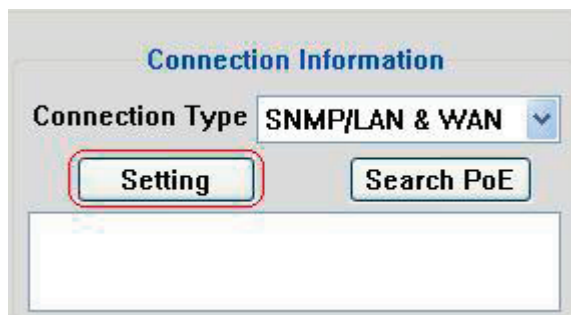 Connection Information
Connection Type SNMP/LAN & WAN
Setting Search PoE